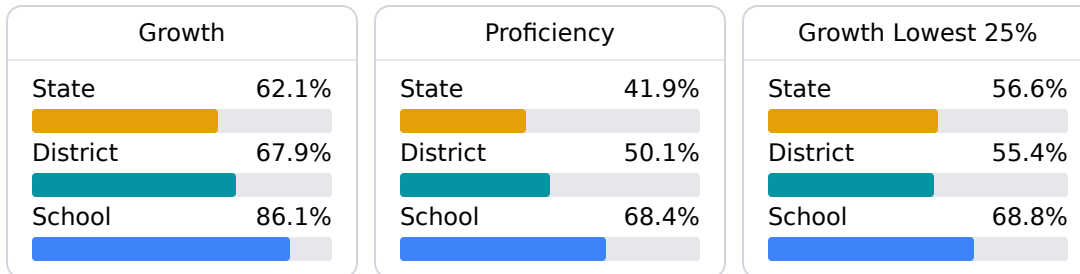 Growth
State 62.1%
District 67.9%
School 86.1%
Proficiency
State 41.9%
District 50.1%
School 68.4%
Growth Lowest 25%
State 56.6%
District 55.4%
School 68.8%